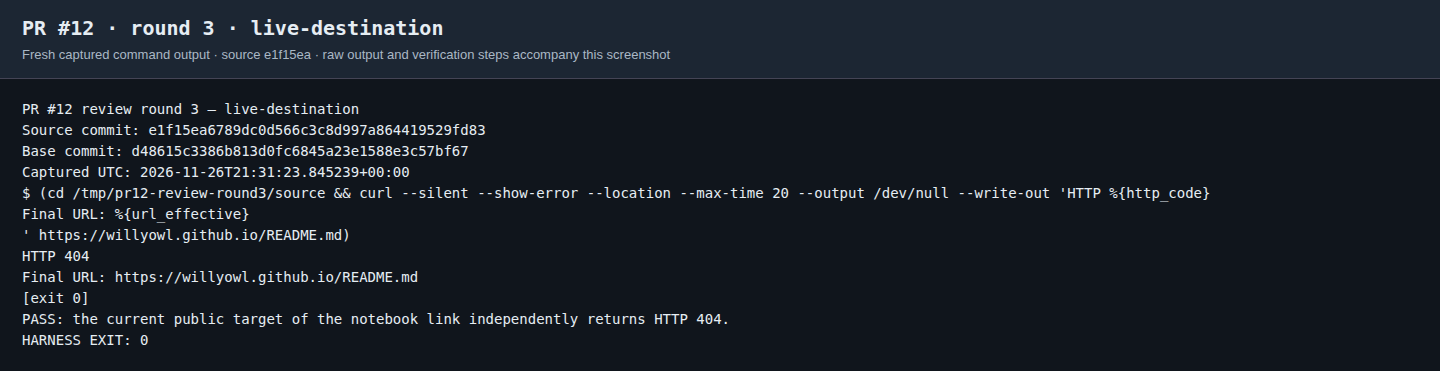 PR #12 · round 3 · live-destination
Fresh captured command output · source e1f15ea · raw output and verification steps accompany this screenshot
PR #12 review round 3 — live-destination
Source commit: e1f15ea6789dc0d566c3c8d997a864419529fd83
Base commit: d48615c3386b813d0fc6845a23e1588e3c57bf67
Captured UTC: 2026-11-26T21:31:23.845239+00:00
$ (cd /tmp/pr12-review-round3/source && curl --silent --show-error --location --max-time 20 --output /dev/null --write-out 'HTTP %{http_code}
Final URL: %{url_effective}
' https://willyowl.github.io/README.md)
HTTP 404
Final URL: https://willyowl.github.io/README.md
[exit 0]
PASS: the current public target of the notebook link independently returns HTTP 404.
HARNESS EXIT: 0